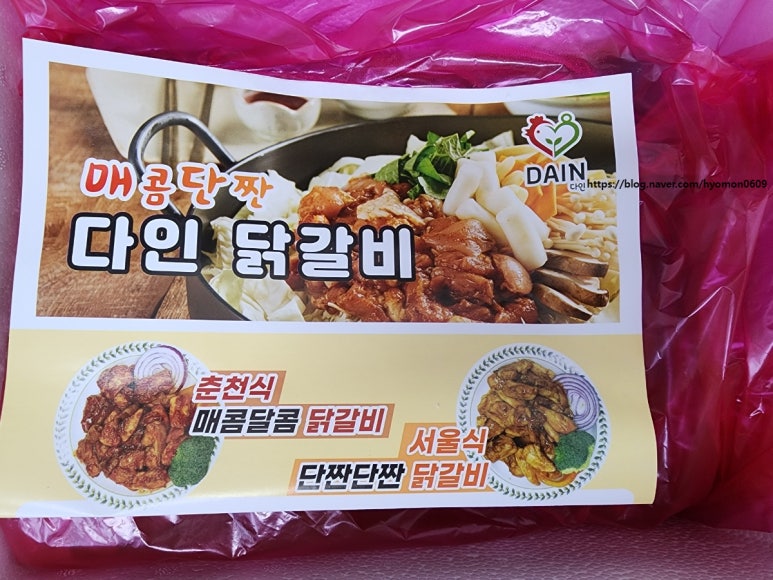 매콤단짠
다인 닭갈비
DAIN
다인
https://blog.naver.com/hyomon0609
춘천식
매콤달콤 닭갈비
서울식
단짠단짠 닭갈비